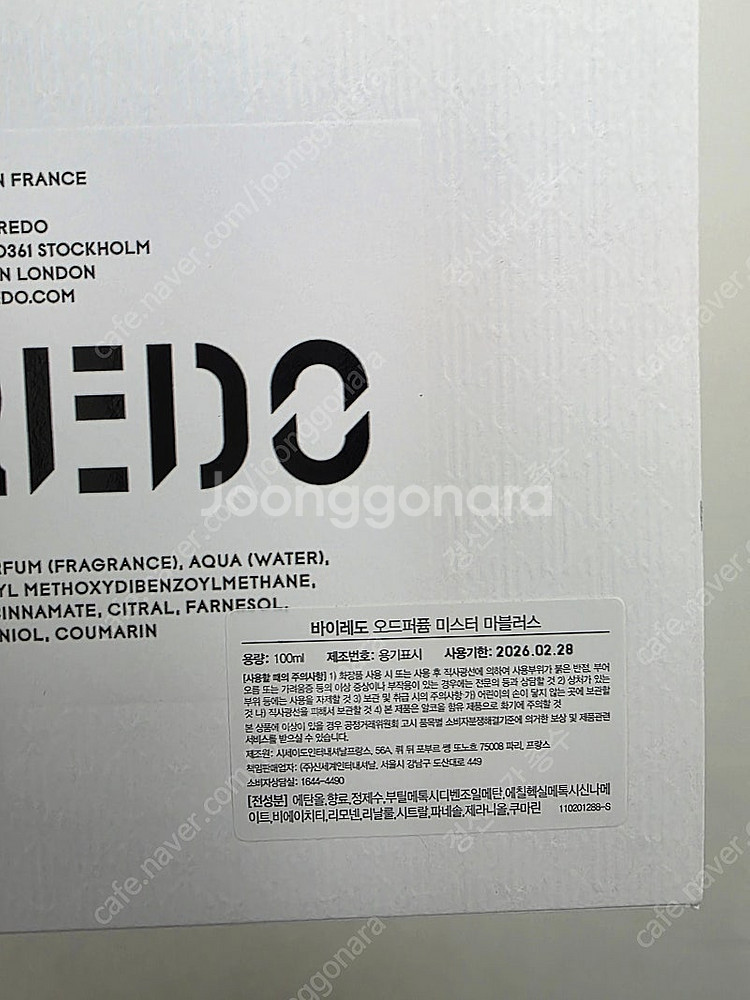 N FRANCE
REDO
0361 STOCKHOLM
N LONDON
DO.COM
REDO
Joonggonara
RFUM (FRAGRANCE), AQUA (WATER),
YL METHOXYDIBENZOYLMETHANE,
CINNAMATE, CITRAL, FARNESOL,
NIOL, COUMARIN
바이레도 오드퍼퓸 미스터 마블러스
용량: 100ml 제조번호: 용기표시 사용기한: 2026.02.28
[사용할 때의 주의사항] 1) 화장품 사용 시 또는 사용 후 직사광선에 의하여 사용부위가 붉은 반점, 부어
오름 또는 가려움증 등의 이상 증상이나 부작용이 있는 경우에는 전문의 등과 상담할 것 2) 상처가 있는
부위 등에는 사용을 자제할 것 3) 보관 및 취급 시의 주의사항 가) 어린이의 손이 닿지 않는 곳에 보관할
것 나) 직사광선을 피해서 보관할 것 4) 본 제품은 알코올 함유 제품으로 화기에 주의할 것
본 상품에 이상이 있을 경우 공정거래위원회 고시 품목별 소비자분쟁해결기준에 의거한 보상 및 제품관련
서비스를 받으실 수 있습니다.
제조원: 시세이도인터내셔날프랑스, 56A, 뤼 뒤 포부르 쌩 또노호 75008 파리, 프랑스
책임판매업자: (주)신세계인터내셔날, 서울시 강남구 도산대로 449
소비자상담실: 1644-4490
[전성분] 에탄올,향료,정제수,부틸메톡시디벤조일메탄,에칠헥실메톡시신나메
이트,비에이치티,리모넨,리날룰,시트랄,파네솔,제라니올,쿠마린 110201288-S
cafe.naver.com/joonggonara